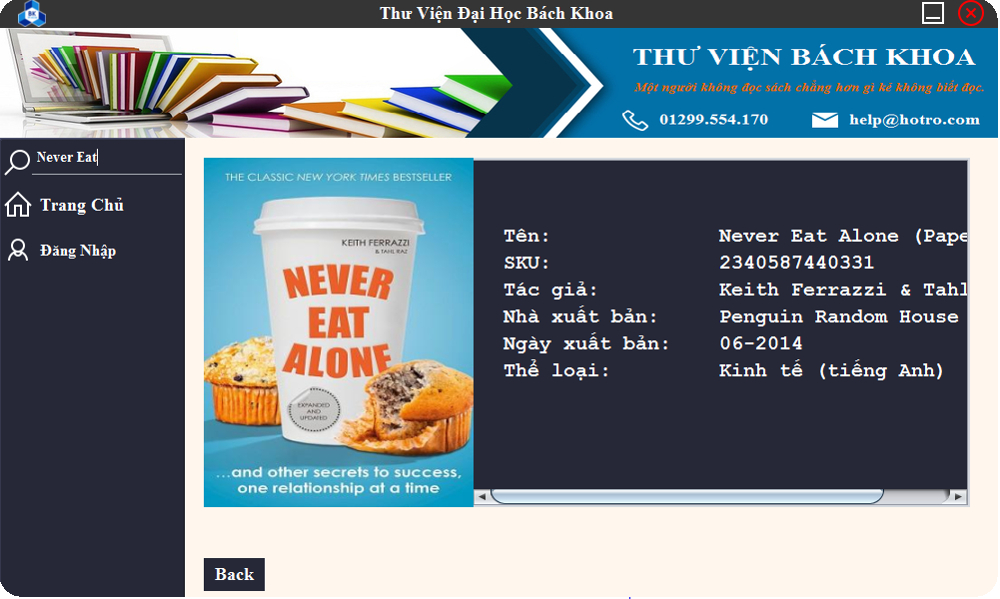 Thư Viện Đại Học Bách Khoa
BK
THƯ VIỆN BÁCH KHOA
Một người không đọc sách chẳng hơn gì kẻ không biết đọc.
01299.554.170
help@hotro.com
Never Eat
Trang Chủ
Đăng Nhập
THE CLASSIC NEW YORK TIMES BESTSELLER
KEITH FERRAZZI
& TAHL RAZ
NEVER
EAT
ALONE
EXPANDED
AND
UPDATED
...and other secrets to success,
one relationship at a time
Tên: Never Eat Alone (Pape
SKU: 2340587440331
Tác giả: Keith Ferrazzi & Tahl
Nhà xuất bản: Penguin Random House
Ngày xuất bản: 06-2014
Thể loại: Kinh tế (tiếng Anh)
Back